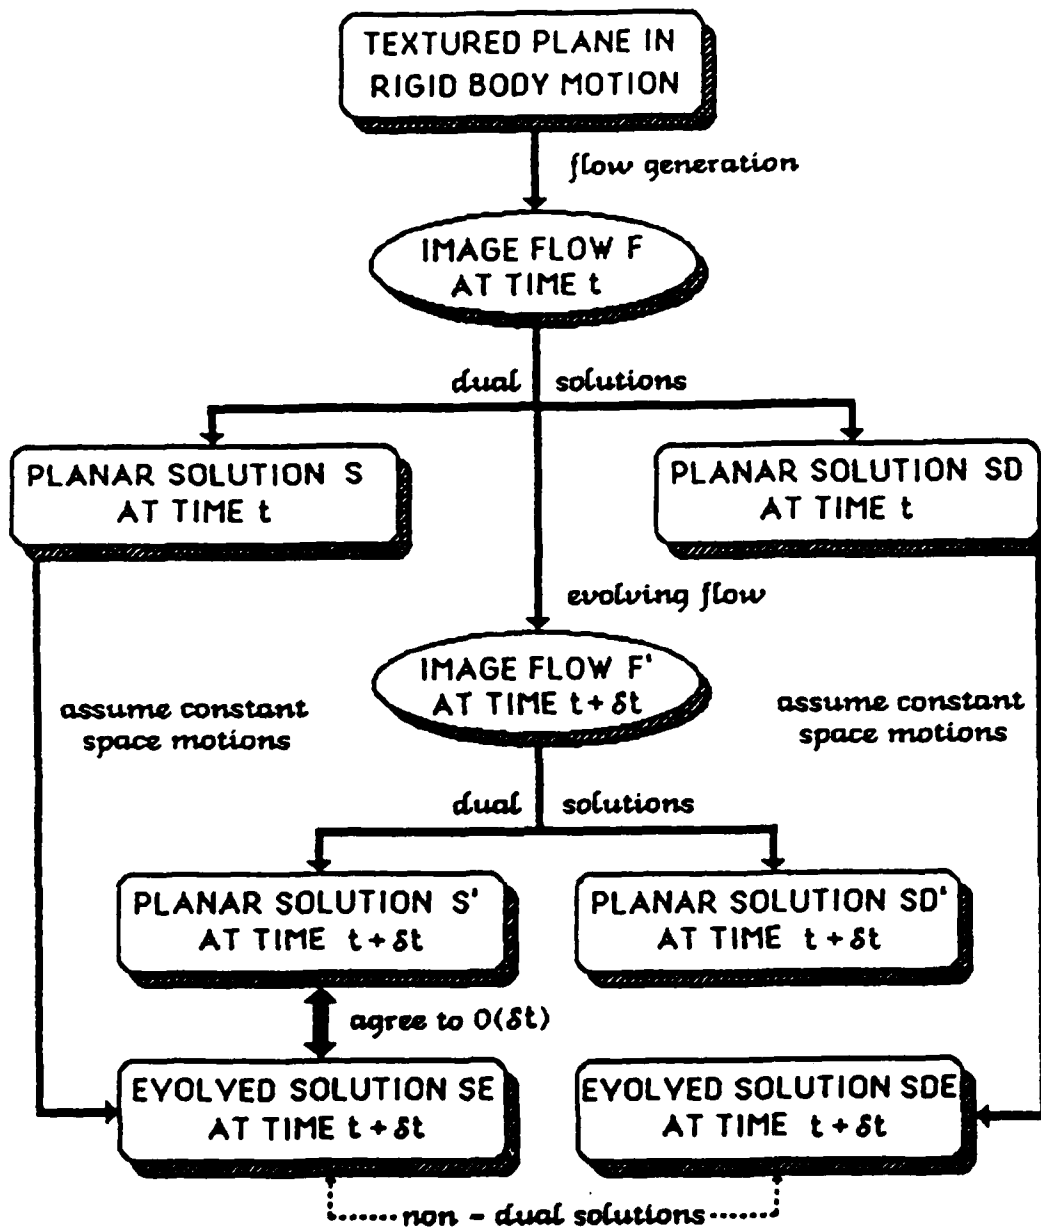 TEXTURED PLANE IN
RIGID BODY MOTION
flow generation
IMAGE FLOW F
AT TIME t
dual solutions
PLANAR SOLUTION S
AT TIME t
PLANAR SOLUTION SD
AT TIME t
evolving flow
IMAGE FLOW F'
AT TIME t + δt
assume constant
space motions
assume constant
space motions
dual solutions
PLANAR SOLUTION S'
AT TIME t + δt
PLANAR SOLUTION SD'
AT TIME t + δt
agree to O(δt)
EVOLVED SOLUTION SE
AT TIME t + δt
EVOLVED SOLUTION SDE
AT TIME t + δt
non - dual solutions